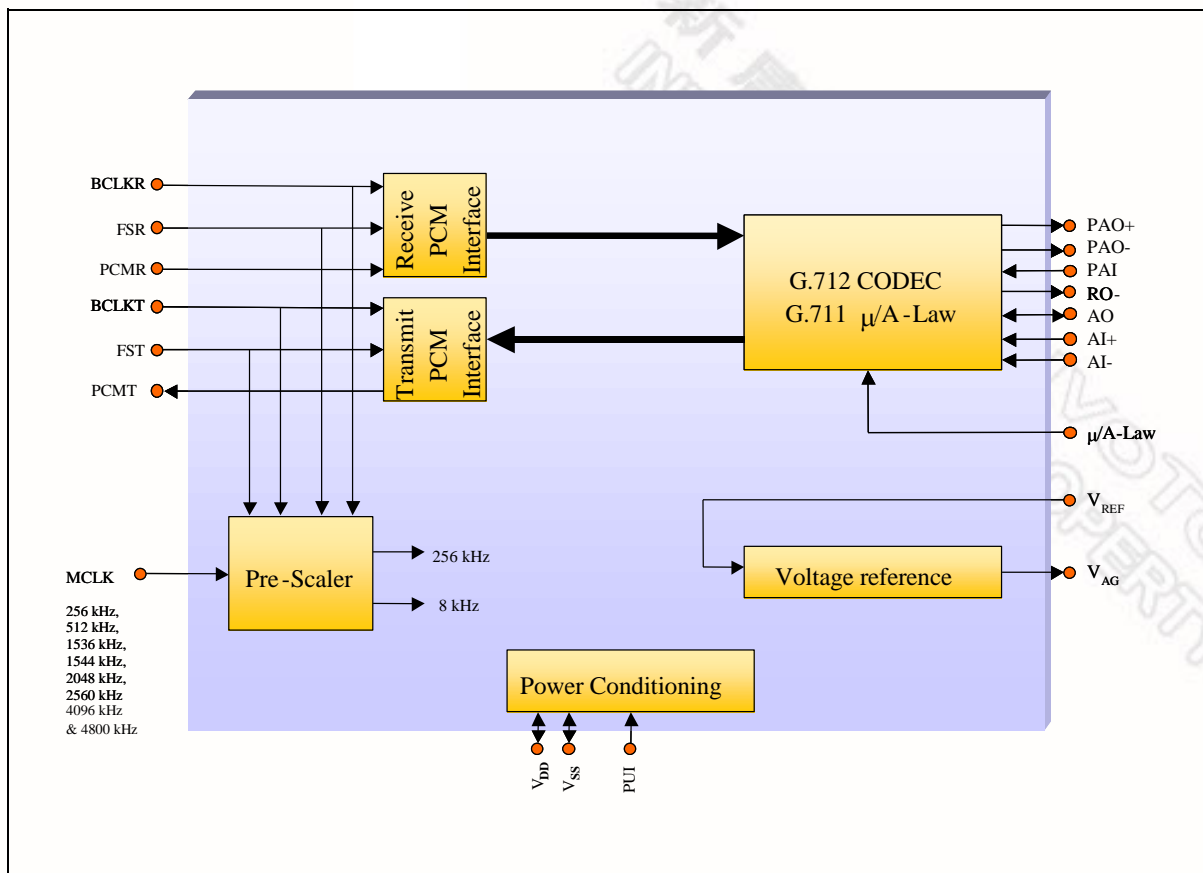 新
BCLKR
FSR
PCMR
BCLKT
FST
PCMT
Receive
PCM
Interface
Transmit
PCM
Interface
G.712 CODEC
G.711 μ/A-Law
PAO+
PAO-
PAI
RO-
AO
AI+
AI-
μ/A-Law
VREF
VAG
Voltage reference
MCLK
256 kHz,
512 kHz,
1536 kHz,
1544 kHz,
2048 kHz,
2560 kHz
4096 kHz
& 4800 kHz
Pre-Scaler
256 kHz
8 kHz
Power Conditioning
VDD
VSS
PUI